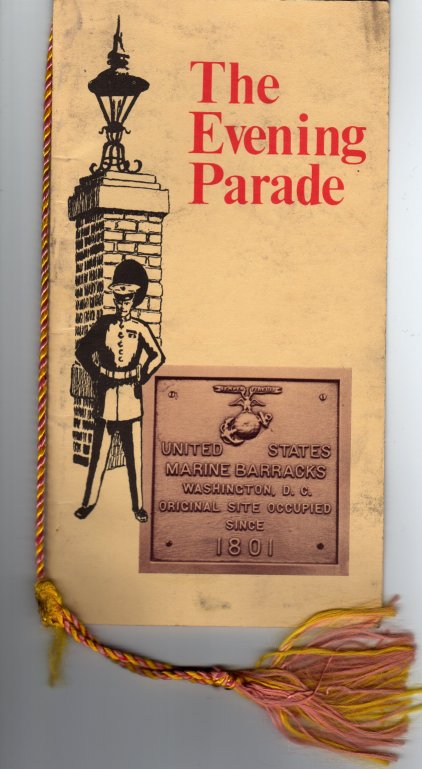 The
Evening
Parade
UNITED STATES
MARINE BARRACKS
WASHINGTON, D. C.
ORIGINAL SITE OCCUPIED
SINCE
1801